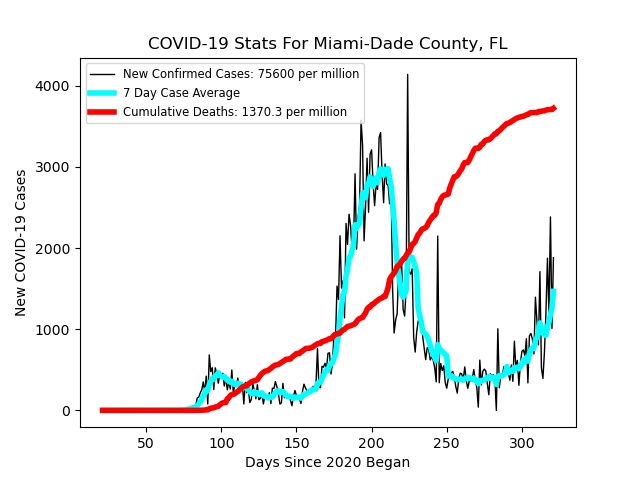 COVID-19 Stats For Miami-Dade County, FL
New Confirmed Cases: 75600 per million
7 Day Case Average
Cumulative Deaths: 1370.3 per million
New COVID-19 Cases
4000
3000
2000
1000
0
50 100 150 200 250 300
Days Since 2020 Began